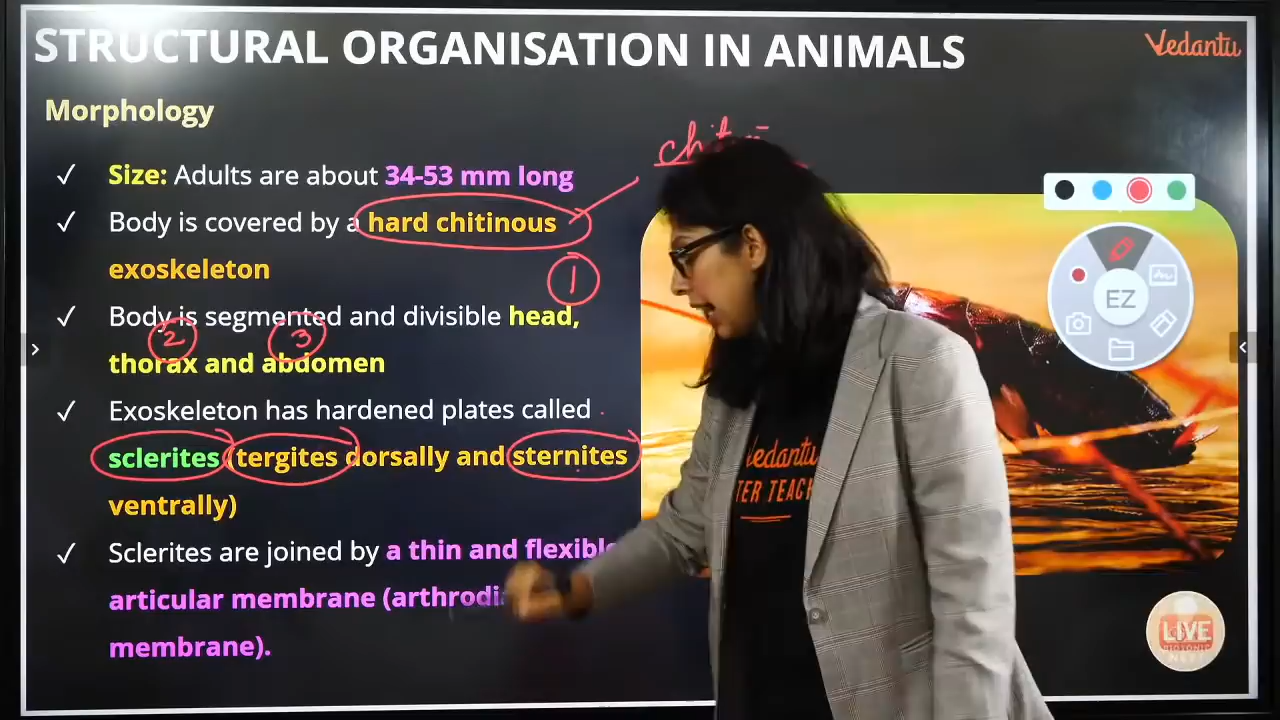 STRUCTURAL ORGANISATION IN ANIMALS
Vedantu
Morphology
✓ Size: Adults are about 34-53 mm long
✓ Body is covered by a hard chitinous
exoskeleton
1
✓ Body is segmented and divisible head,
2 3
thorax and abdomen
✓ Exoskeleton has hardened plates called
sclerites (tergites dorsally and sternites
ventrally)
✓ Sclerites are joined by a thin and flexible
articular membrane (arthrodi
membrane).
EZ
Vedantu
TER TEACH
LIVE